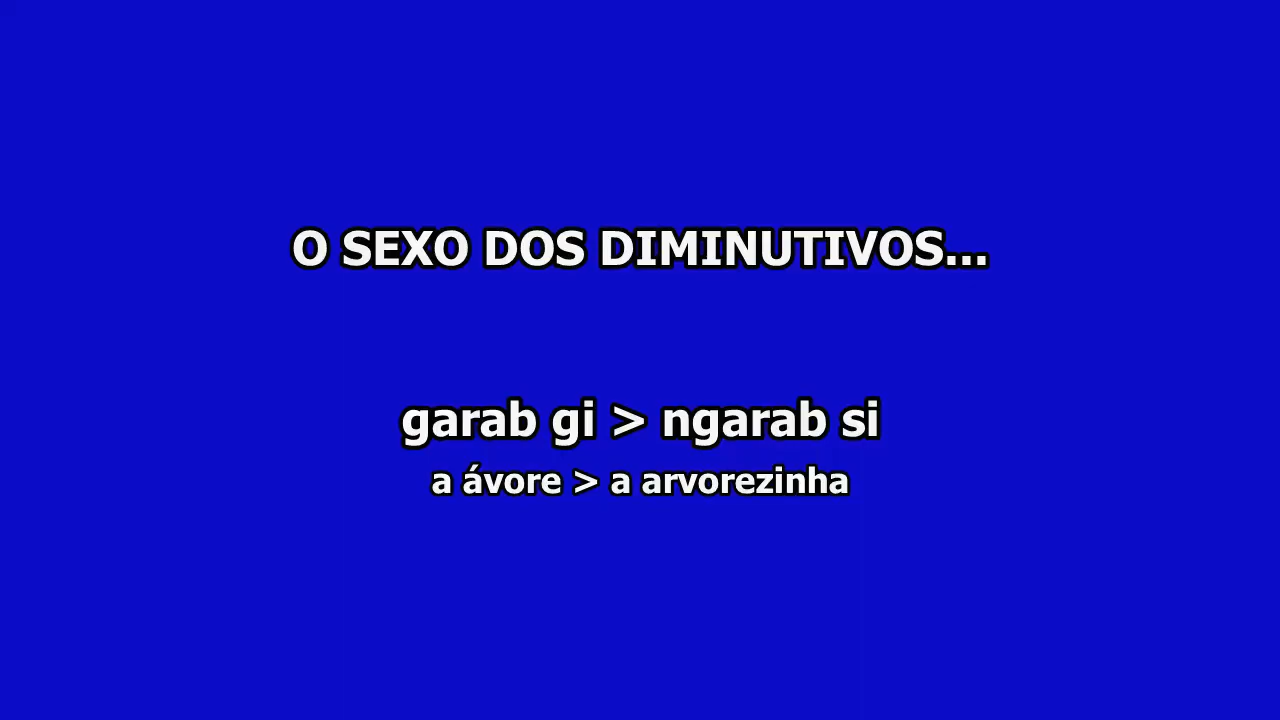 O SEXO DOS DIMINUTIVOS...
garab gi > ngarab si
a ávore > a arvorezinha